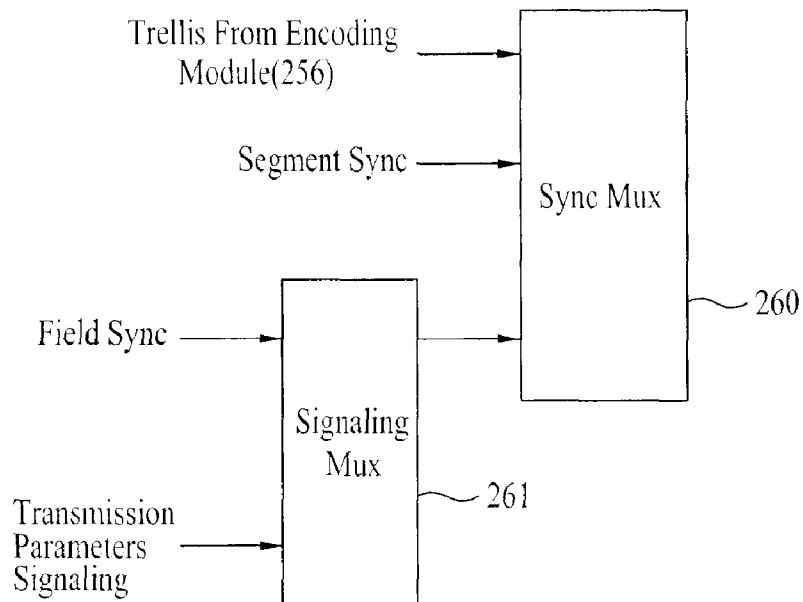 Trellis From Encoding
Module(256)
Segment Sync
Sync Mux
260
Field Sync
Signaling
Mux
261
Transmission
Parameters
Signaling